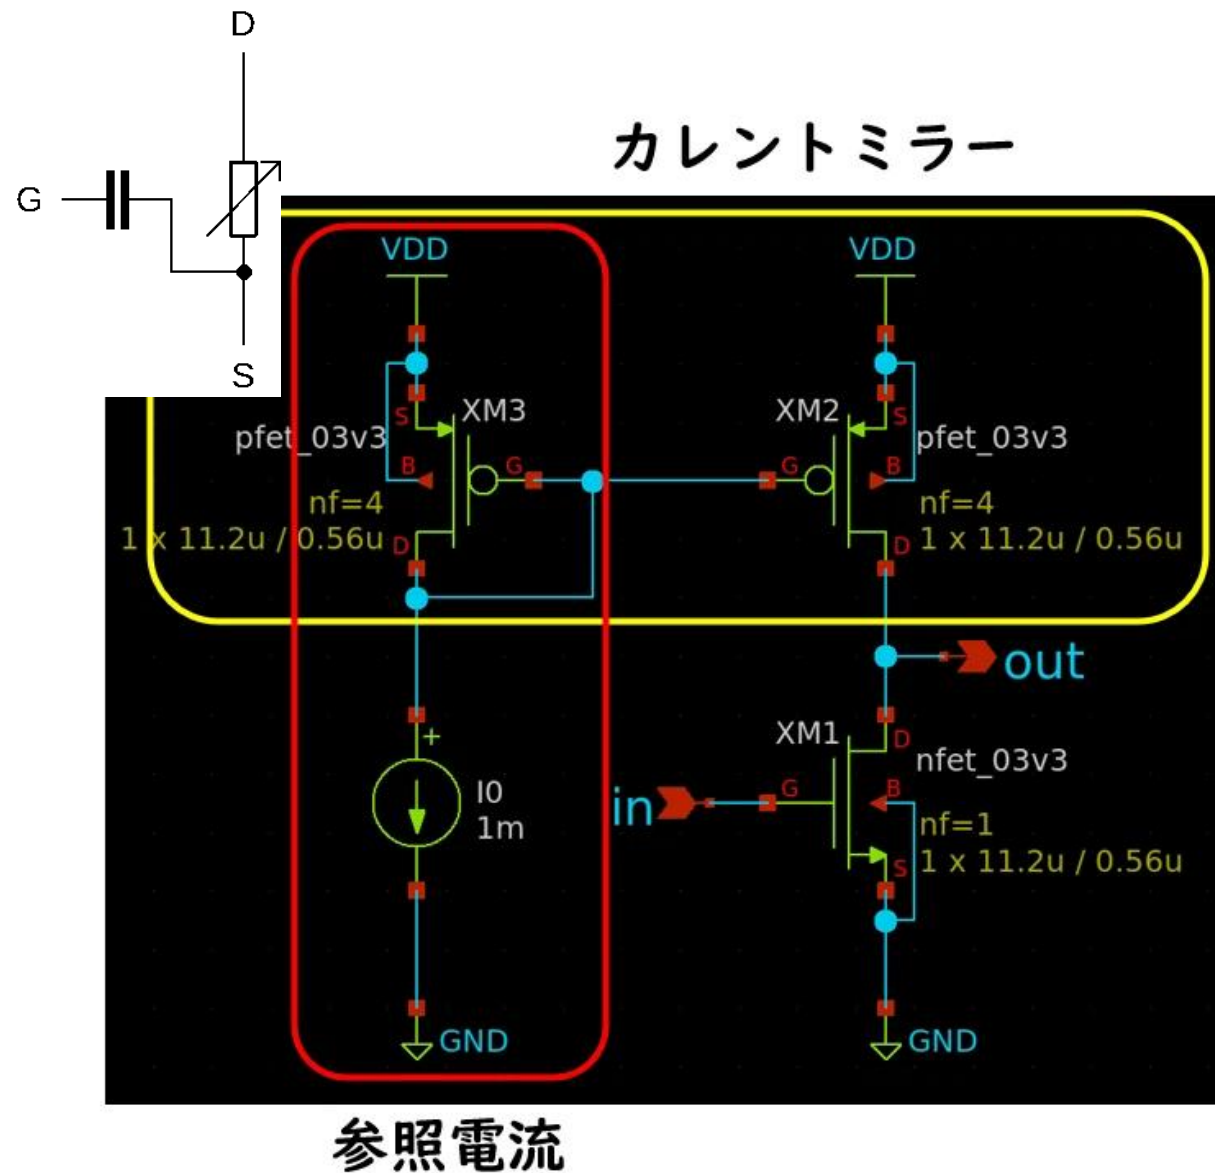 D
G
S
カレントミラー
VDD
VDD
S
XM3
XM2
S
pfet_03v3
pfet_03v3
B
G
G
B
nf=4
nf=4
1 x 11.2u / 0.56u
D
D
1 x 11.2u / 0.56u
out
+
XM1
D
nfet_03v3
I0
1m
in
G
B
nf=1
S
1 x 11.2u / 0.56u
GND
GND
参照電流